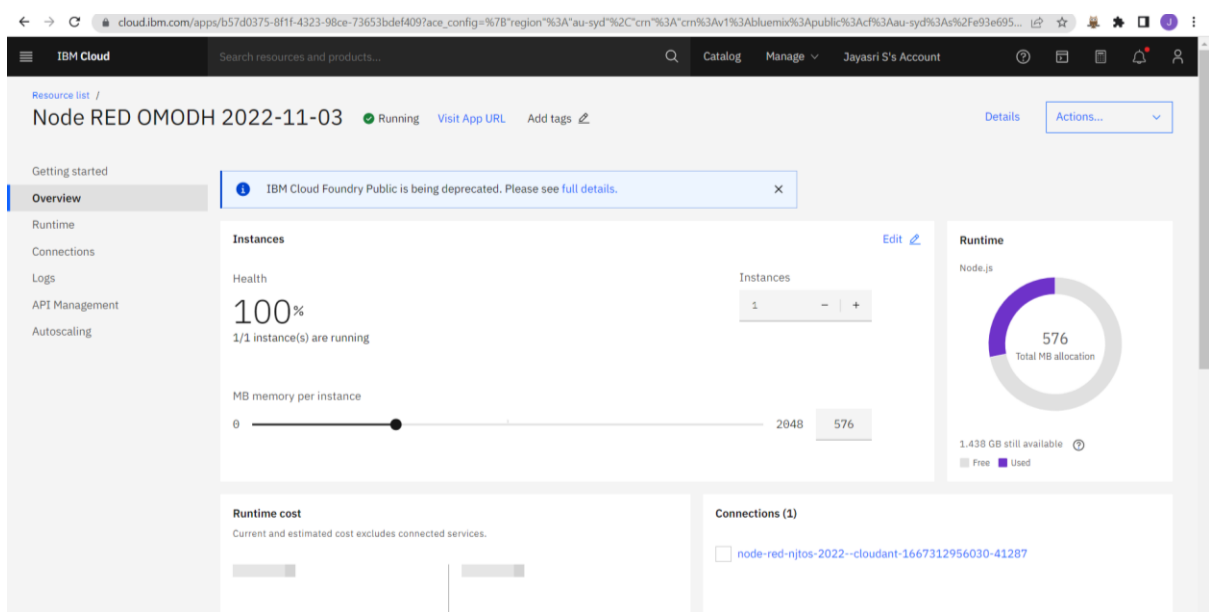 cloud.ibm.com/apps/b57d0375-8f1f-4323-98ce-73653bdef409?ace_config=%7B"region"%3A"au-syd"%2C"crn"%3A"crn%3Av1%3Abluemix%3Apublic%3Acf%3Aau-syd%3As%2Fe93e695...
J
IBM Cloud
Search resources and products...
Catalog
Manage
Jayasri S's Account
Resource list /
Node RED OMODH 2022-11-03
Running
Visit App URL
Add tags
Details
Actions...
Getting started
Overview
Runtime
Connections
Logs
API Management
Autoscaling
IBM Cloud Foundry Public is being deprecated. Please see full details.
Instances
Edit
Health
100%
1/1 instance(s) are running
Instances
1
MB memory per instance
0
2048
576
Runtime
Node.js
576
Total MB allocation
1.438 GB still available
Free
Used
Runtime cost
Current and estimated cost excludes connected services.
Connections (1)
node-red-njtos-2022--cloudant-1667312956030-41287